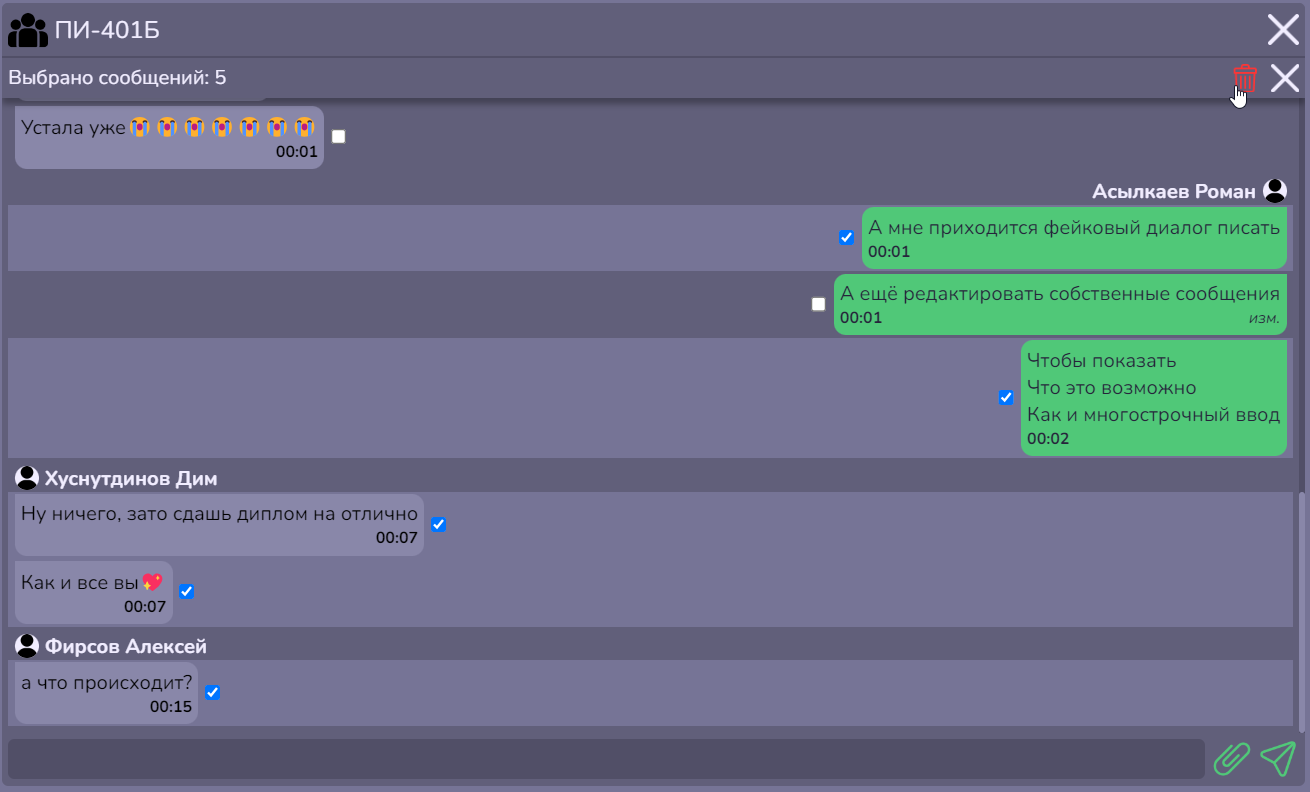 ПИ-401Б
Выбрано сообщений: 5
Устала уже😭😭😭😭😭😭😭
00:01
Асылкаев Роман
А мне приходится фейковый диалог писать
00:01
А ещё редактировать собственные сообщения
00:01 изм.
Чтобы показать
Что это возможно
Как и многострочный ввод
00:02
Хуснутдинов Дим
Ну ничего, зато сдашь диплом на отлично
00:07
Как и все вы💖
00:07
Фирсов Алексей
а что происходит?
00:15